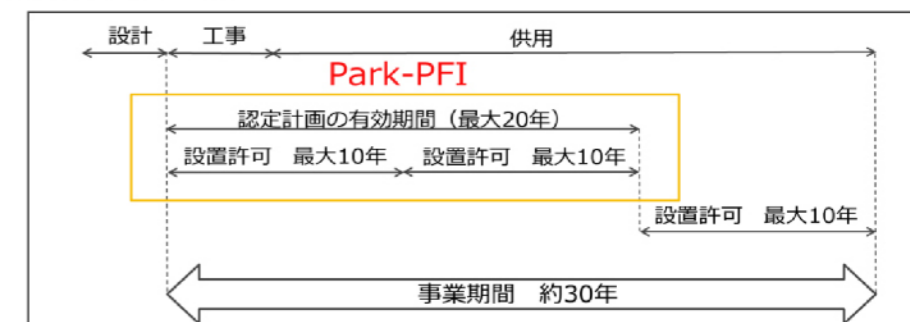 設計 工事 供用
Park-PFI
認定計画の有効期間（最大20年）
設置許可 最大10年 設置許可 最大10年
設置許可 最大10年
事業期間 約30年